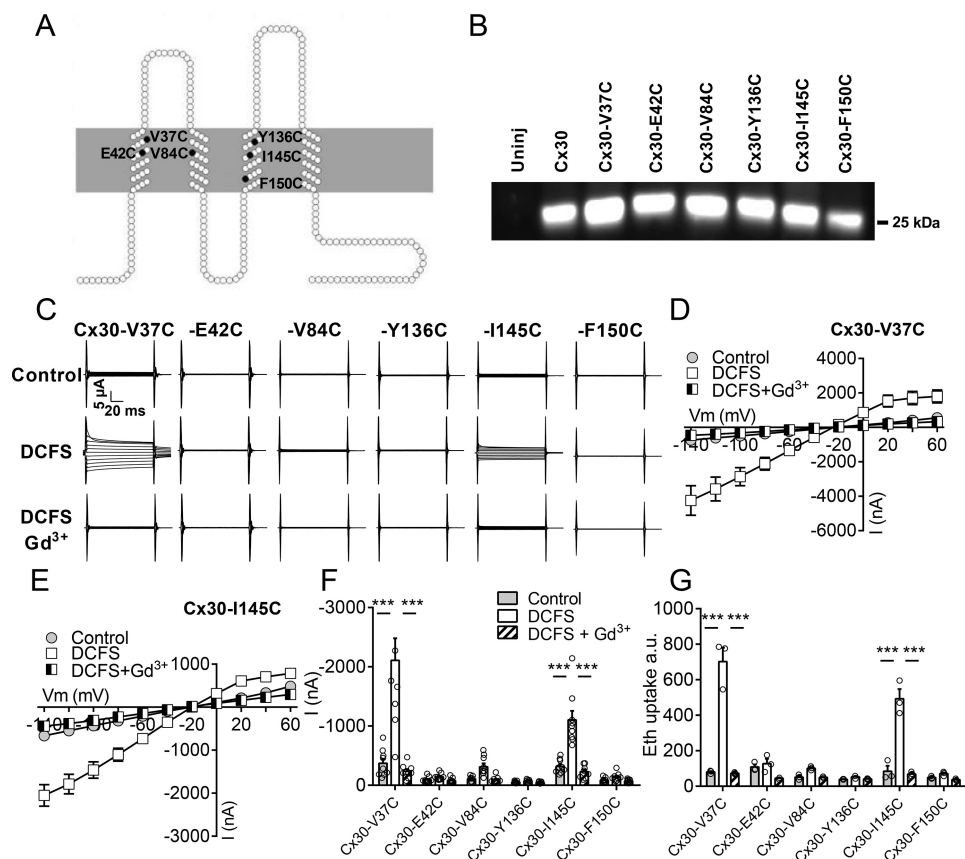 A
V37C
E42C
V84C
Y136C
I145C
F150C
B
Uninj
Cx30
Cx30-V37C
Cx30-E42C
Cx30-V84C
Cx30-Y136C
Cx30-I145C
Cx30-F150C
25 kDa
C
Cx30-V37C -E42C -V84C -Y136C -I145C -F150C
Control
5 µA
20 ms
DCFS
DCFS
Gd³⁺
D
Cx30-V37C
Control
DCFS
DCFS+Gd³⁺
Vm (mV)
4000
2000
-140 -100 -60 -20 20 60
-2000
-4000
-6000
I (nA)
E
Cx30-I145C
Control
DCFS
DCFS+Gd³⁺
Vm (mV)
1000
-60 -20 20 60
-1000
-2000
-3000
I (nA)
F
I (nA)
-3000
-2000
-1000
0
*** ***
*** ***
Control
DCFS
DCFS + Gd³⁺
Cx30-V37C
Cx30-E42C
Cx30-V84C
Cx30-Y136C
Cx30-I145C
Cx30-F150C
G
Eth uptake a.u.
1000
800
600
400
200
0
*** ***
*** ***
Cx30-V37C
Cx30-E42C
Cx30-V84C
Cx30-Y136C
Cx30-I145C
Cx30-F150C